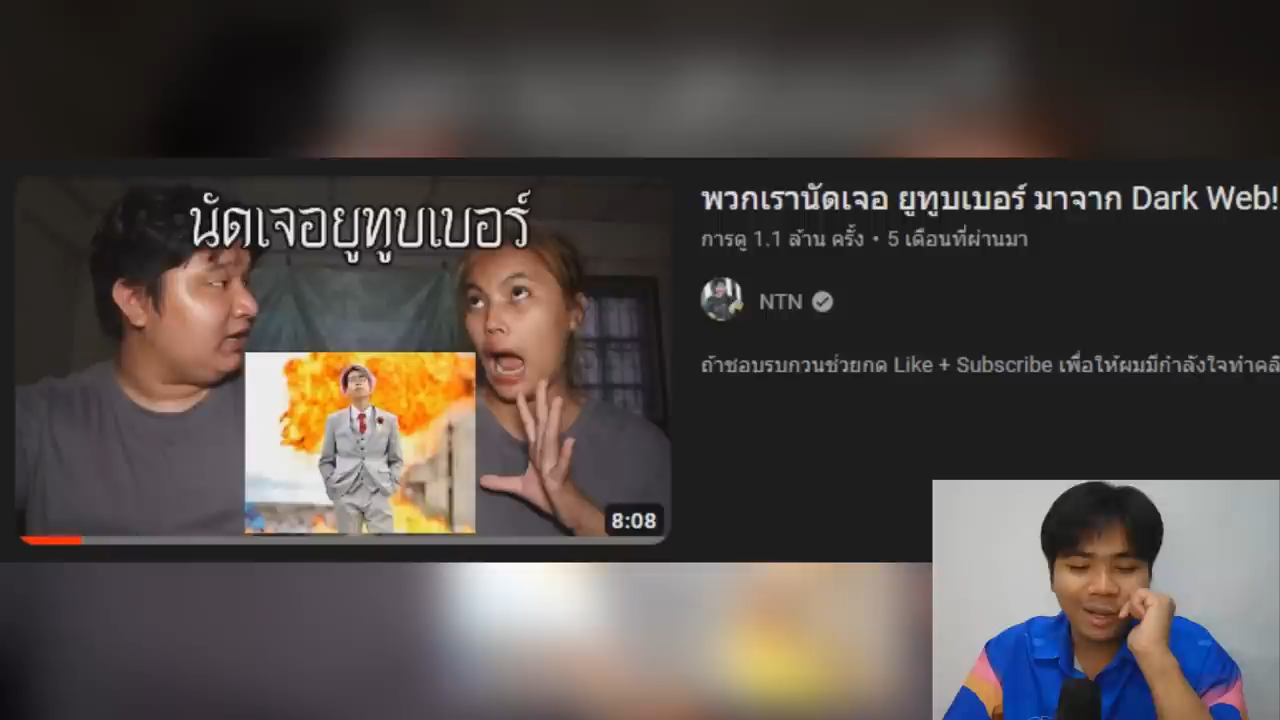 นัดเจอยูทูบเบอร์
8:08
พวกเรานัดเจอ ยูทูบเบอร์ มาจาก Dark Web!
การดู 1.1 ล้าน ครั้ง • 5 เดือนที่ผ่านมา
NTN
ถ้าชอบรบกวนช่วยกด Like + Subscribe เพื่อให้ผมมีกำลังใจทำคลิ